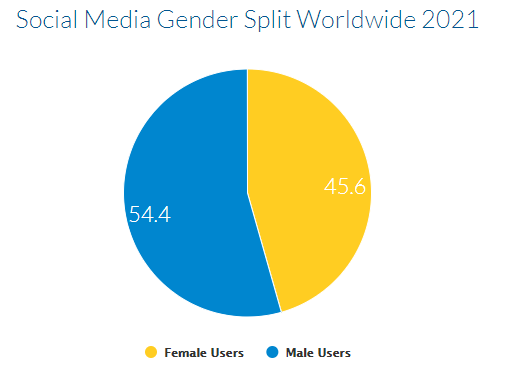 Social Media Gender Split Worldwide 2021
45.6
54.4
Female Users
Male Users